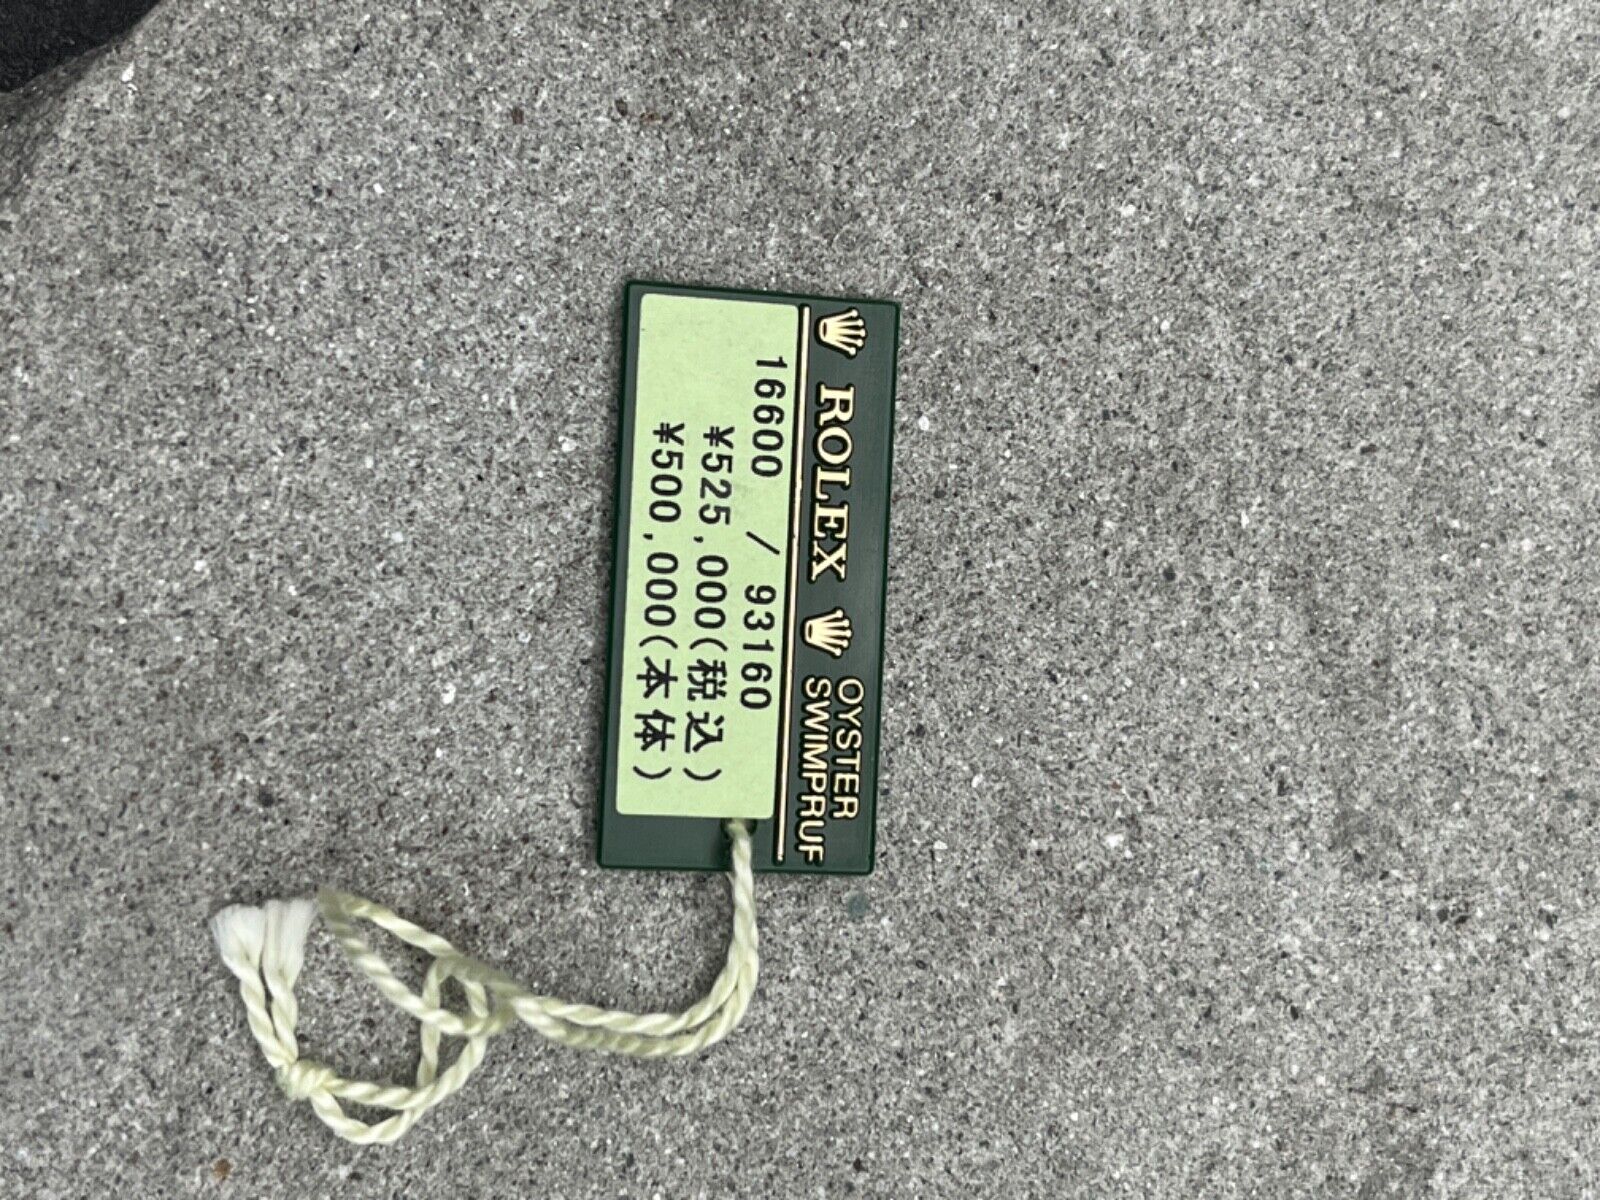 ROLEX
OYSTER
SWIMPRUF
16600 / 93160
¥525,000(税込)
¥500,000(本体)